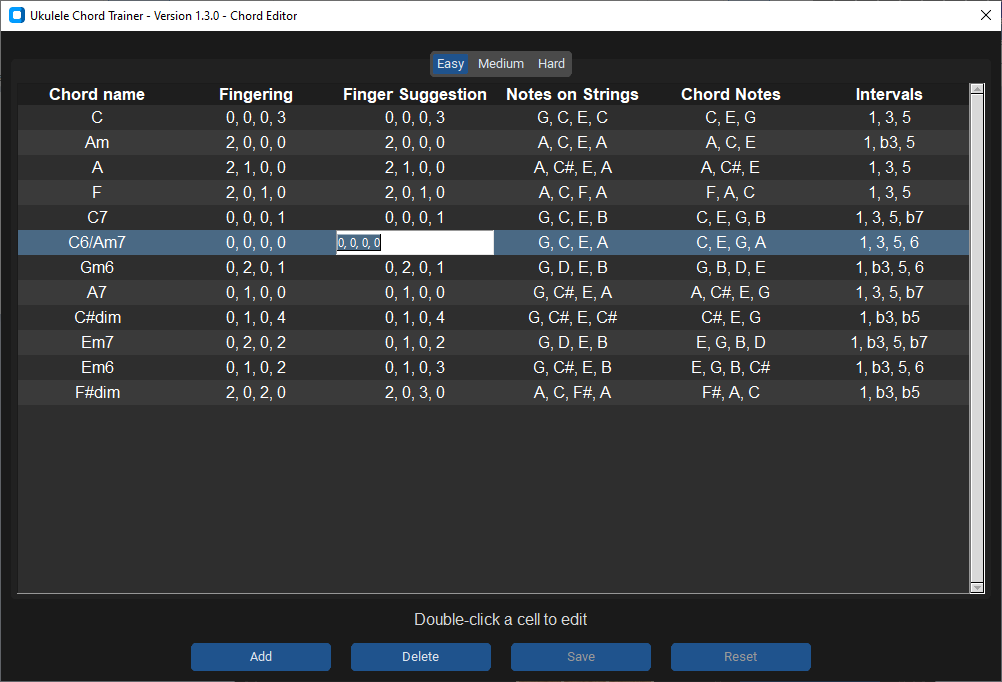 Ukulele Chord Trainer - Version 1.3.0 - Chord Editor
Easy Medium Hard
Chord name Fingering Finger Suggestion Notes on Strings Chord Notes Intervals
C 0, 0, 0, 3 0, 0, 0, 3 G, C, E, C C, E, G 1, 3, 5
Am 2, 0, 0, 0 2, 0, 0, 0 A, C, E, A A, C, E 1, b3, 5
A 2, 1, 0, 0 2, 1, 0, 0 A, C#, E, A A, C#, E 1, 3, 5
F 2, 0, 1, 0 2, 0, 1, 0 A, C, F, A F, A, C 1, 3, 5
C7 0, 0, 0, 1 0, 0, 0, 1 G, C, E, B C, E, G, B 1, 3, 5, b7
C6/Am7 0, 0, 0, 0 0, 0, 0, 0 G, C, E, A C, E, G, A 1, 3, 5, 6
Gm6 0, 2, 0, 1 0, 2, 0, 1 G, D, E, B G, B, D, E 1, b3, 5, 6
A7 0, 1, 0, 0 0, 1, 0, 0 G, C#, E, A A, C#, E, G 1, 3, 5, b7
C#dim 0, 1, 0, 4 0, 1, 0, 4 G, C#, E, C# C#, E, G 1, b3, b5
Em7 0, 2, 0, 2 0, 1, 0, 2 G, D, E, B E, G, B, D 1, b3, 5, b7
Em6 0, 1, 0, 2 0, 1, 0, 3 G, C#, E, B E, G, B, C# 1, b3, 5, 6
F#dim 2, 0, 2, 0 2, 0, 3, 0 A, C, F#, A F#, A, C 1, b3, b5
Double-click a cell to edit
Add Delete Save Reset